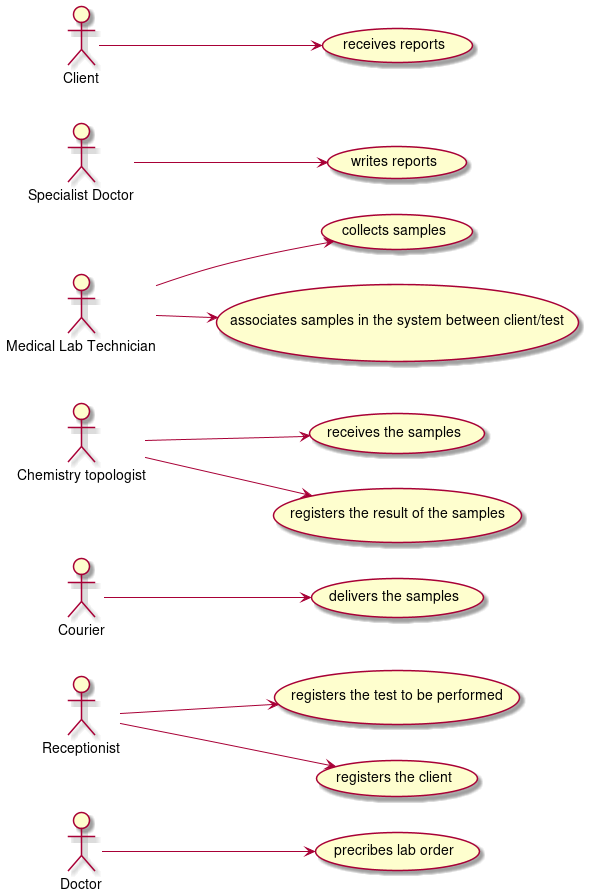 receives reports
Client
writes reports
Specialist Doctor
collects samples
associates samples in the system between client/test
Medical Lab Technician
receives the samples
Chemistry topologist
registers the result of the samples
delivers the samples
Courier
registers the test to be performed
Receptionist
registers the client
precribes lab order
Doctor